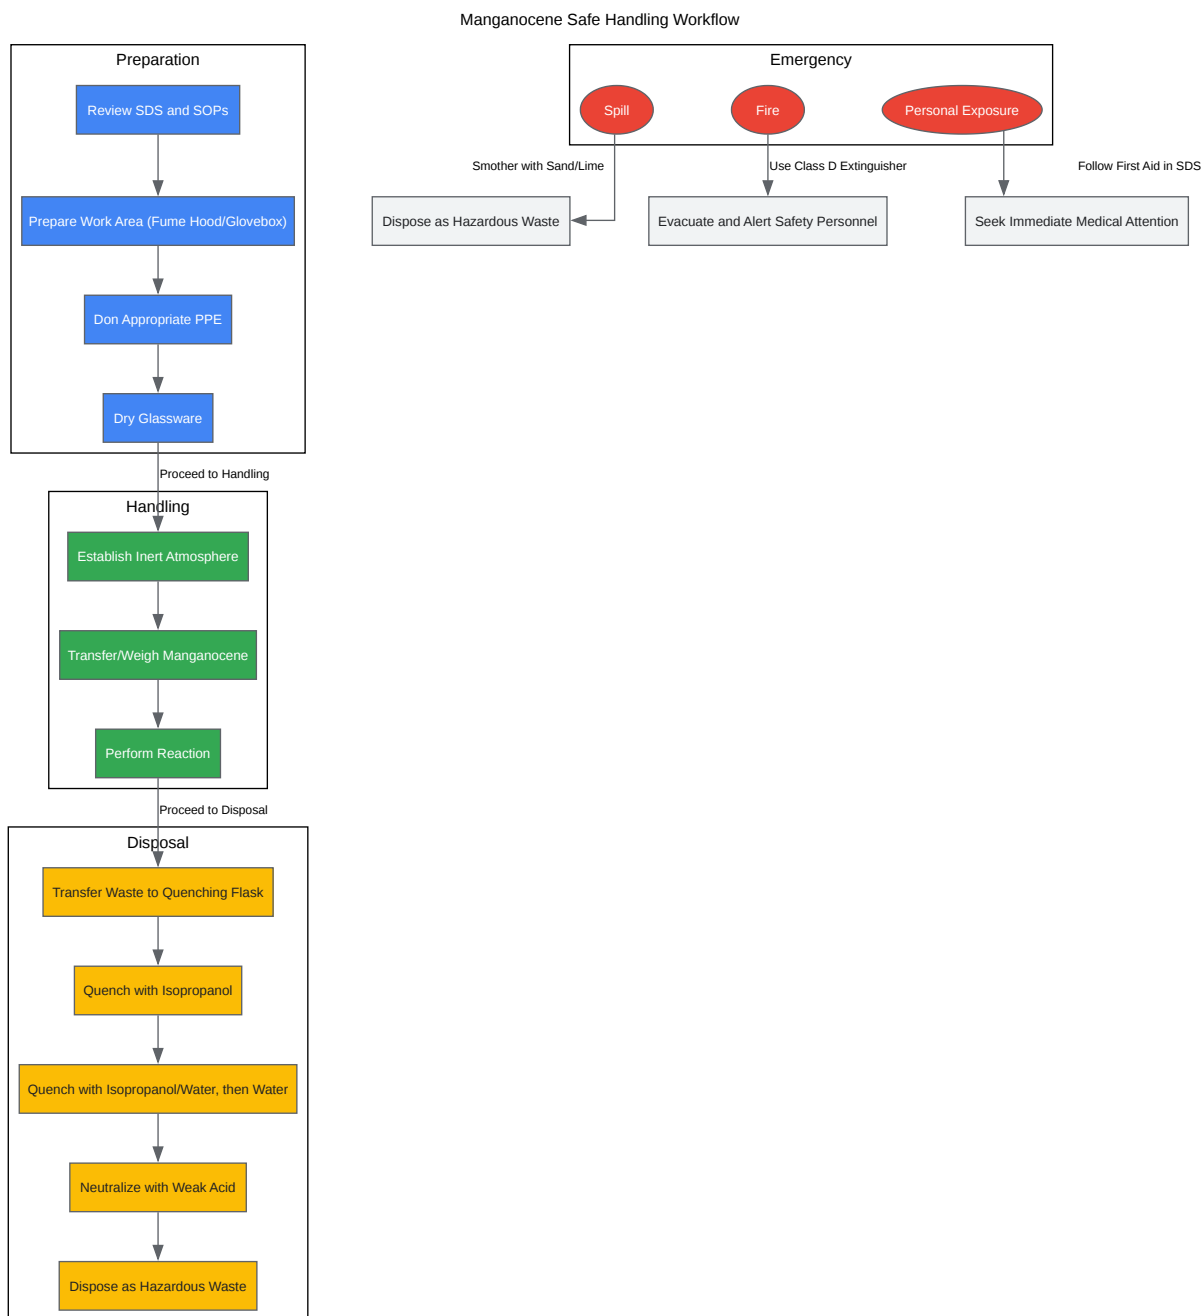 Manganocene Safe Handling Workflow
Preparation
Review SDS and SOPs
Prepare Work Area (Fume Hood/Glovebox)
Don Appropriate PPE
Dry Glassware
Proceed to Handling
Handling
Establish Inert Atmosphere
Transfer/Weigh Manganocene
Perform Reaction
Proceed to Disposal
Disposal
Transfer Waste to Quenching Flask
Quench with Isopropanol
Quench with Isopropanol/Water, then Water
Neutralize with Weak Acid
Dispose as Hazardous Waste
Emergency
Spill
Fire
Personal Exposure
Smother with Sand/Lime
Use Class D Extinguisher
Follow First Aid in SDS
Dispose as Hazardous Waste
Evacuate and Alert Safety Personnel
Seek Immediate Medical Attention